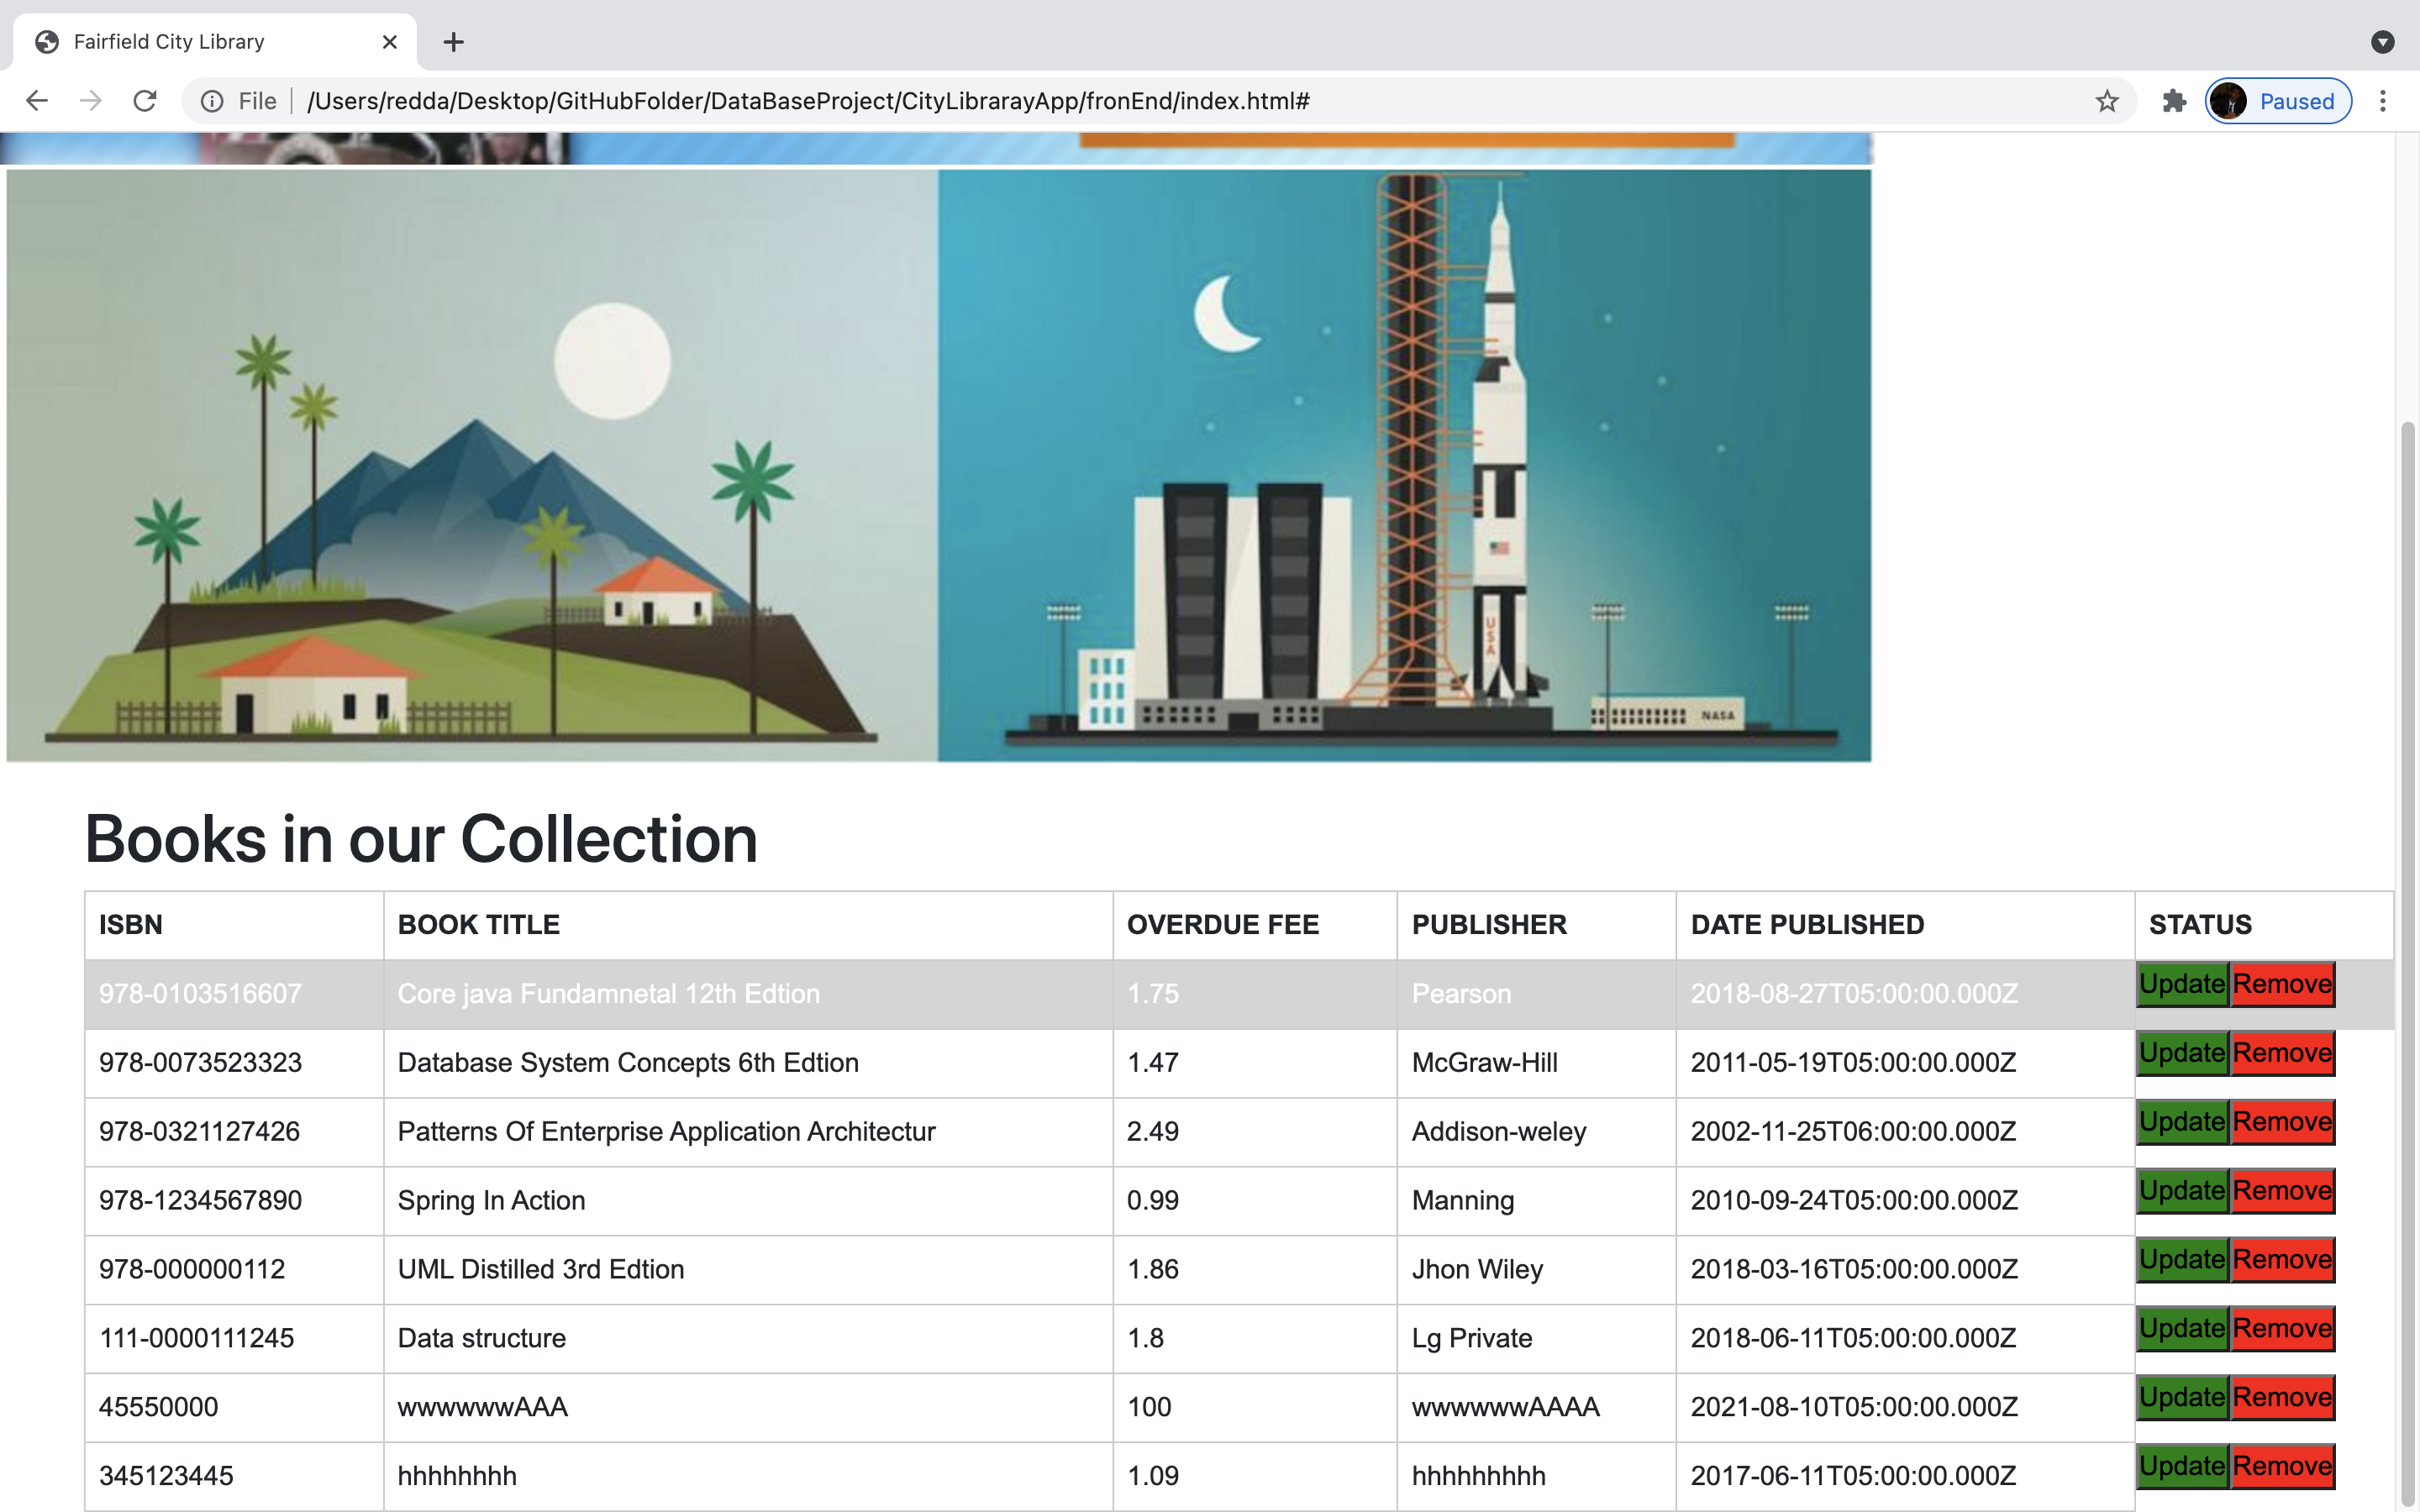 Fairfield City Library
File /Users/redda/Desktop/GitHubFolder/DataBaseProject/CityLibrarayApp/fronEnd/index.html# Paused
USA
NASA
Books in our Collection
ISBN BOOK TITLE OVERDUE FEE PUBLISHER DATE PUBLISHED STATUS
978-0103516607 Core java Fundamnetal 12th Edtion 1.75 Pearson 2018-08-27T05:00:00.000Z Update Remove
978-0073523323 Database System Concepts 6th Edtion 1.47 McGraw-Hill 2011-05-19T05:00:00.000Z Update Remove
978-0321127426 Patterns Of Enterprise Application Architectur 2.49 Addison-weley 2002-11-25T06:00:00.000Z Update Remove
978-1234567890 Spring In Action 0.99 Manning 2010-09-24T05:00:00.000Z Update Remove
978-000000112 UML Distilled 3rd Edtion 1.86 Jhon Wiley 2018-03-16T05:00:00.000Z Update Remove
111-0000111245 Data structure 1.8 Lg Private 2018-06-11T05:00:00.000Z Update Remove
45550000 wwwwwwAAA 100 wwwwwwAAAA 2021-08-10T05:00:00.000Z Update Remove
345123445 hhhhhhhh 1.09 hhhhhhhhh 2017-06-11T05:00:00.000Z Update Remove